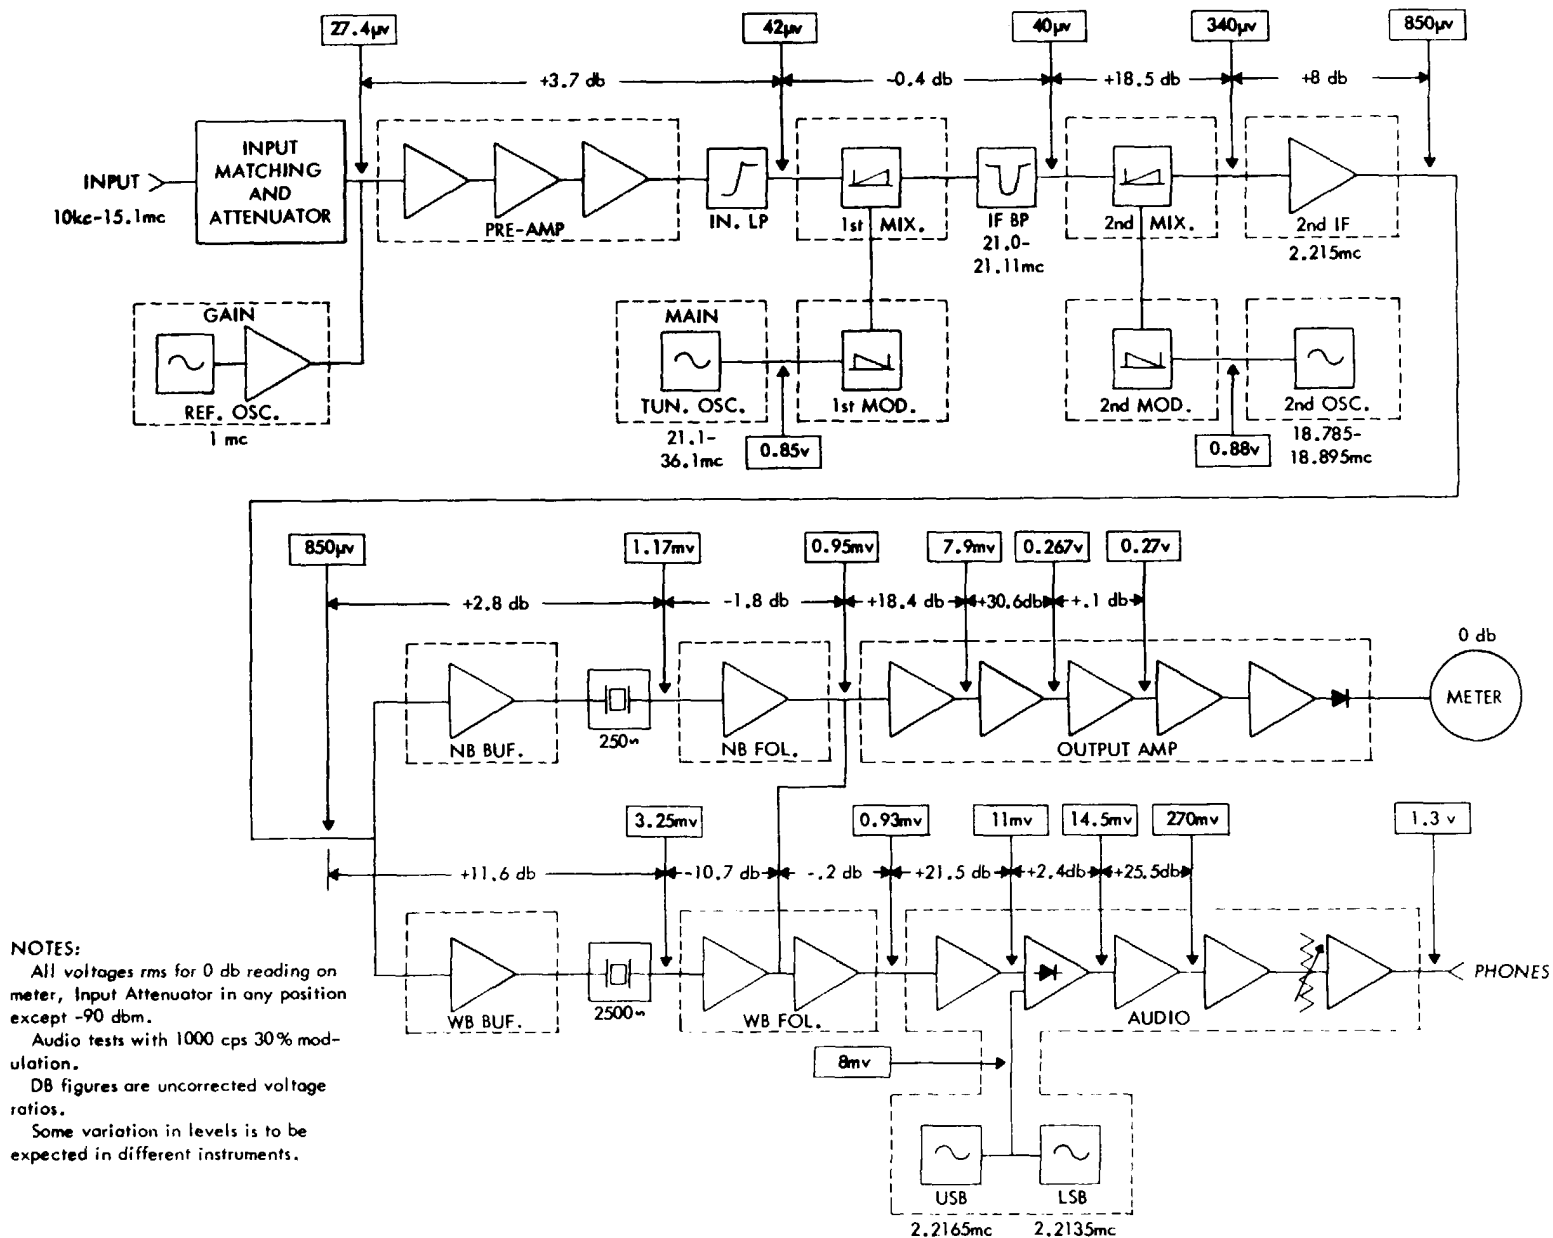 27.4μv
42μv
40μv
340μv
850μv
+3.7 db
-0.4 db
+18.5 db
+8 db
INPUT
10kc-15.1mc
INPUT
MATCHING
AND
ATTENUATOR
PRE-AMP
IN. LP
1st MIX.
IF BP
21.0-
21.11mc
2nd MIX.
2nd IF
2.215mc
GAIN
REF. OSC.
1 mc
MAIN
TUN. OSC.
21.1-
36.1mc
0.85v
1st MOD.
2nd MOD.
0.88v
2nd OSC.
18.785-
18.895mc
850μv
1.17mv
0.95mv
7.9mv
0.267v
0.27v
+2.8 db
-1.8 db
+18.4 db
+30.6db
+.1 db
0 db
METER
NB BUF.
250~
NB FOL.
OUTPUT AMP
3.25mv
0.93mv
11mv
14.5mv
270mv
1.3 v
+11.6 db
-10.7 db
-.2 db
+21.5 db
+2.4db
+25.5db
WB BUF.
2500~
WB FOL.
AUDIO
PHONES
8mv
USB
2.2165mc
LSB
2.2135mc
NOTES:
All voltages rms for 0 db reading on
meter, Input Attenuator in any position
except -90 dbm.
Audio tests with 1000 cps 30% mod-
ulation.
DB figures are uncorrected voltage
ratios.
Some variation in levels is to be
expected in different instruments.